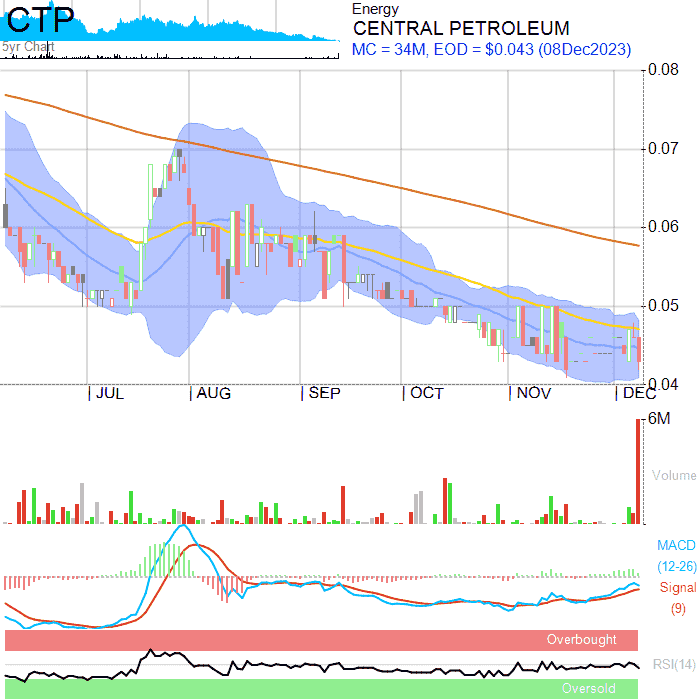 CTP
5yr Chart
Energy
CENTRAL PETROLEUM
MC = 34M, EOD = $0.043 (08Dec2023)
0.08
0.07
0.06
0.05
0.04
JUL
AUG
SEP
OCT
NOV
DEC
6M
Volume
MACD
(12-26)
Signal
(9)
Overbought
RSI(14)
Oversold